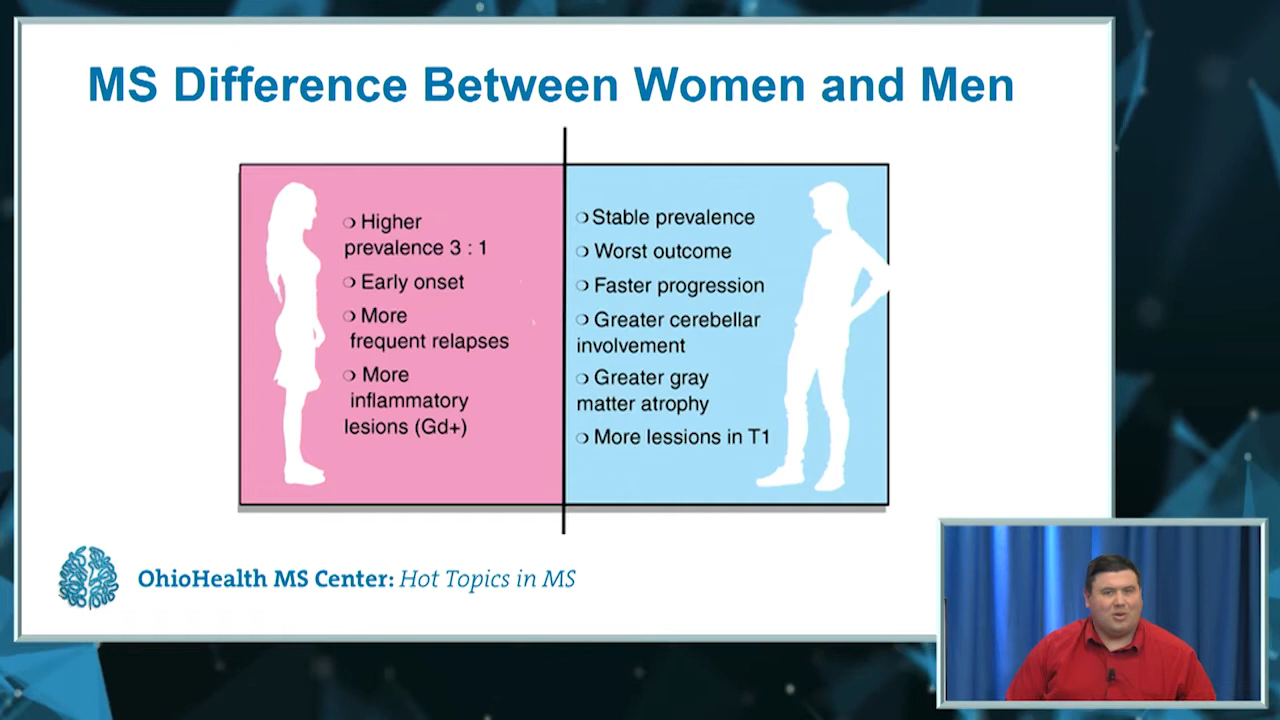 MS Difference Between Women and Men
❍ Higher
prevalence 3 : 1
❍ Early onset
❍ More
frequent relapses
❍ More
inflammatory
lesions (Gd+)
❍ Stable prevalence
❍ Worst outcome
❍ Faster progression
❍ Greater cerebellar
involvement
❍ Greater gray
matter atrophy
❍ More lessions in T1
OhioHealth MS Center: Hot Topics in MS